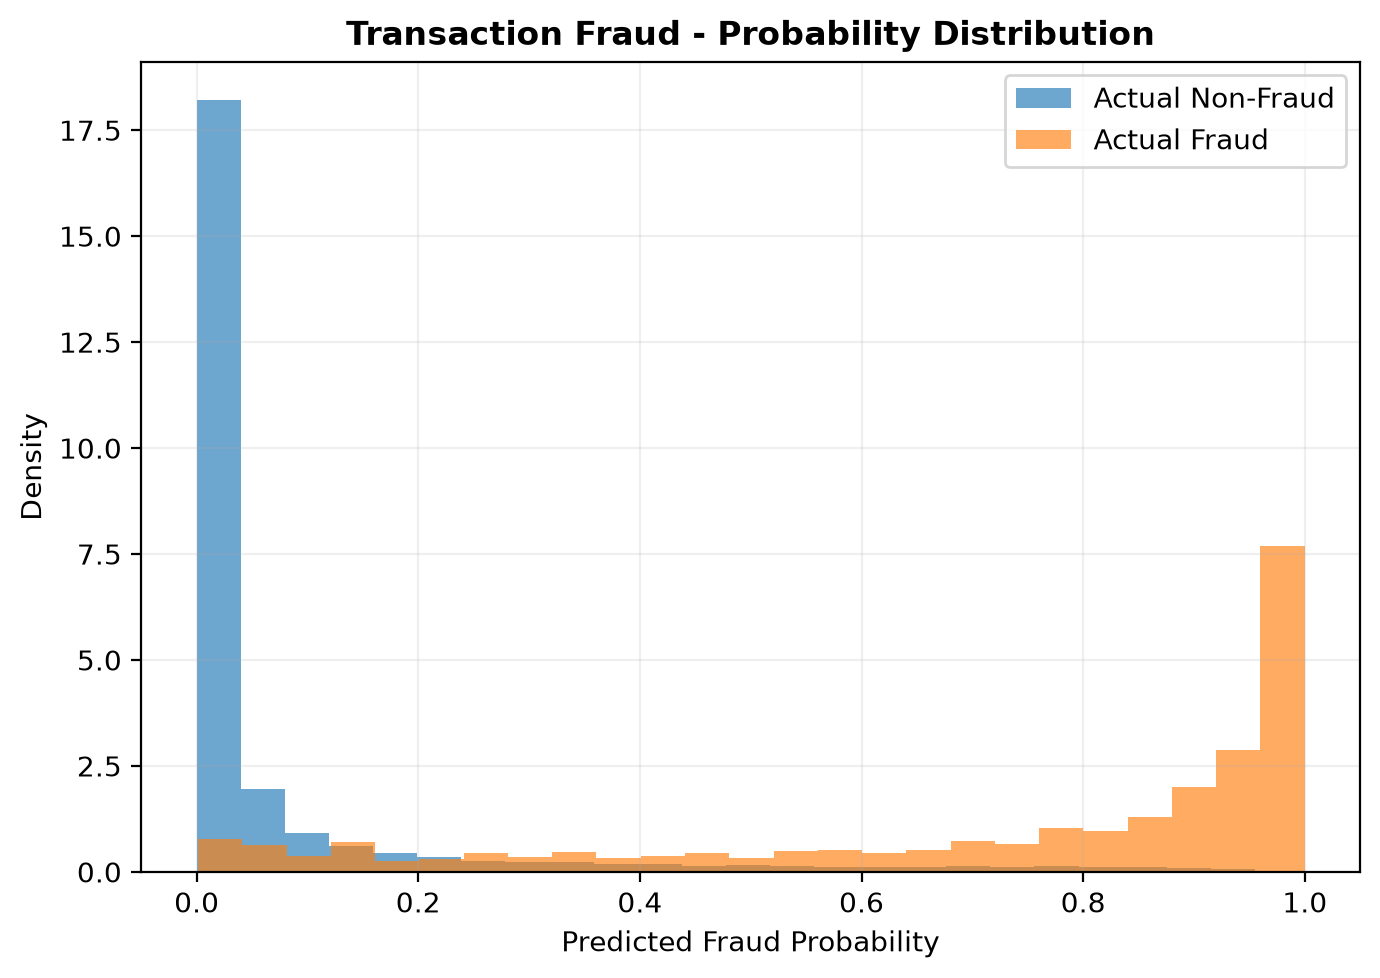 Transaction Fraud - Probability Distribution
Actual Non-Fraud
Actual Fraud
17.5
15.0
12.5
10.0
7.5
5.0
2.5
0.0
Density
0.0 0.2 0.4 0.6 0.8 1.0
Predicted Fraud Probability